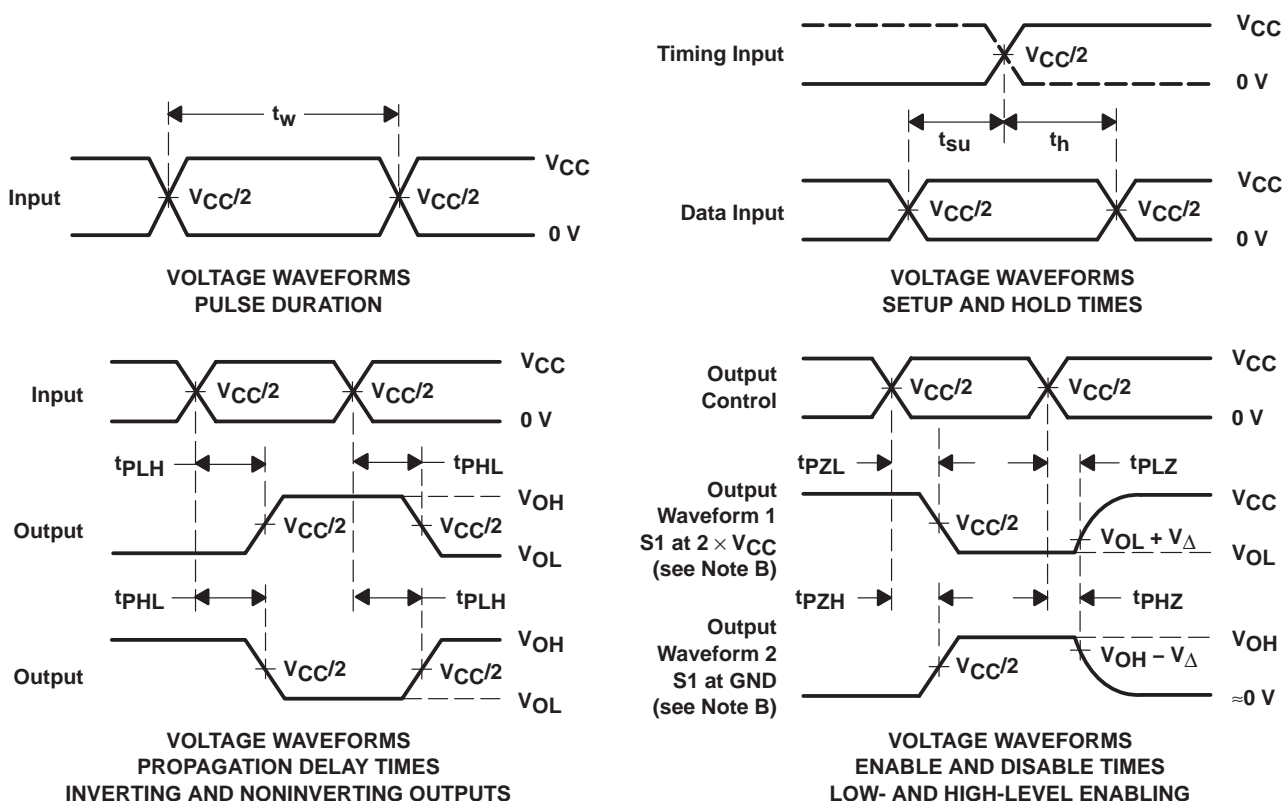 Input
tw
VCC/2
VCC/2
VCC
0 V
VOLTAGE WAVEFORMS
PULSE DURATION
Timing Input
VCC/2
VCC
0 V
tsu
th
Data Input
VCC/2
VCC/2
VCC
0 V
VOLTAGE WAVEFORMS
SETUP AND HOLD TIMES
Input
VCC/2
VCC/2
VCC
0 V
tPLH
tPHL
Output
VCC/2
VOH
VCC/2
VOL
tPHL
tPLH
Output
VCC/2
VOH
VCC/2
VOL
VOLTAGE WAVEFORMS
PROPAGATION DELAY TIMES
INVERTING AND NONINVERTING OUTPUTS
Output
Control
VCC/2
VCC/2
VCC
0 V
tPZL
tPLZ
Output
Waveform 1
S1 at 2 × VCC
(see Note B)
VCC/2
VCC
VOL + VΔ
VOL
tPZH
tPHZ
Output
Waveform 2
S1 at GND
(see Note B)
VCC/2
VOH
VOH – VΔ
≈0 V
VOLTAGE WAVEFORMS
ENABLE AND DISABLE TIMES
LOW- AND HIGH-LEVEL ENABLING